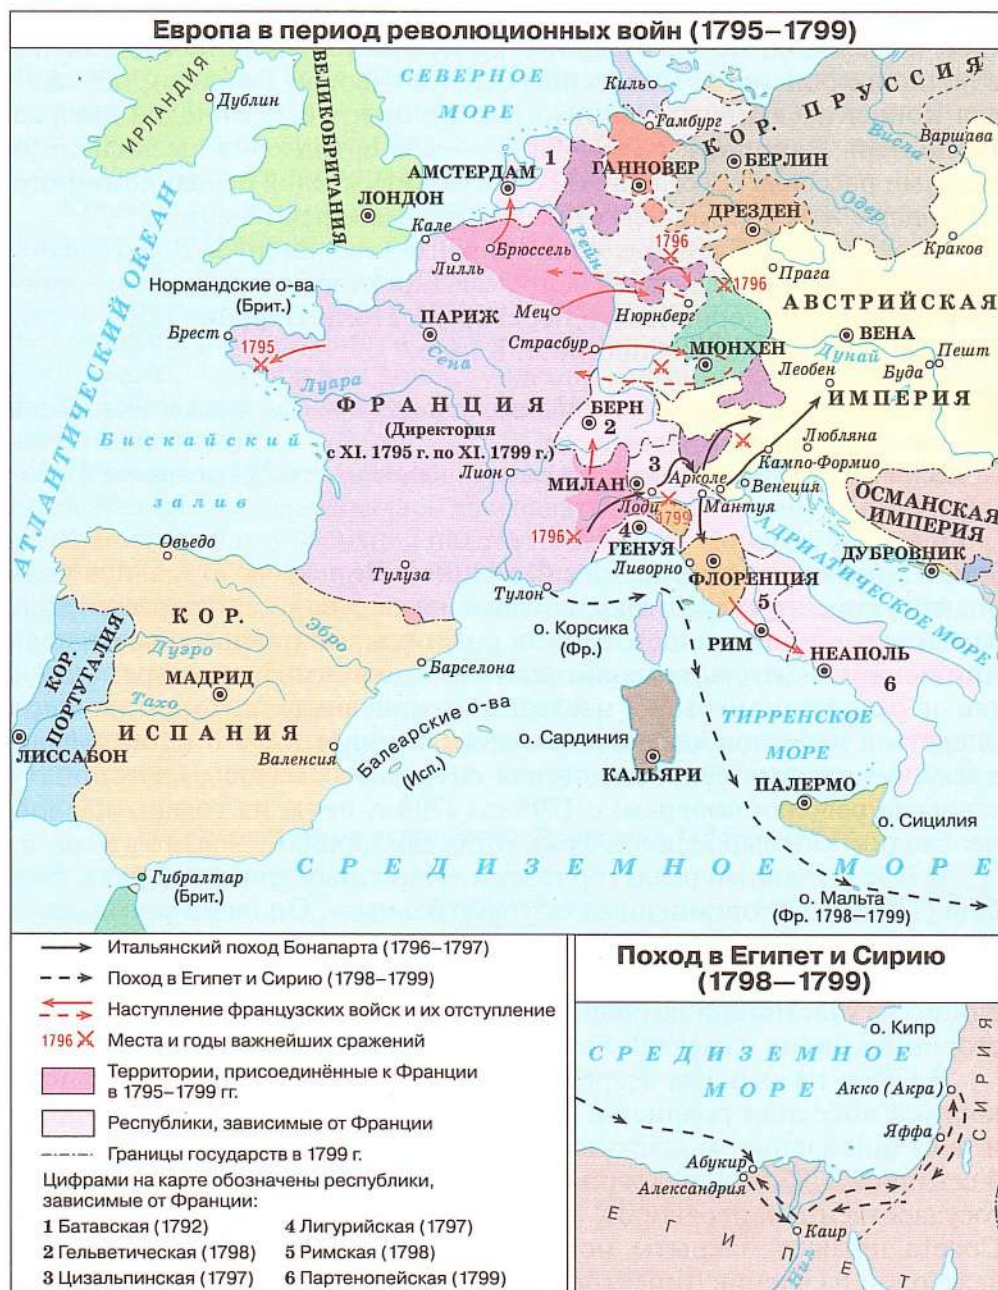 Европа в период революционных войн (1795–1799)
ИРЛАНДИЯ
Дублин
ВЕЛИКОБРИТАНИЯ
ЛОНДОН
СЕВЕРНОЕ
МОРЕ
Киль
Гамбург
КОР. ПРУССИЯ
Висла
Варшава
1
ГАННОВЕР
БЕРЛИН
АМСТЕРДАМ
ДРЕЗДЕН
Одер
Кале
Брюссель
Рейн
1796
Краков
Лилль
Прага
1796
АТЛАНТИЧЕСКИЙ ОКЕАН
Нормандские о-ва
(Брит.)
АВСТРИЙСКАЯ
Брест
ПАРИЖ
Мец
Нюрнберг
ВЕНА
1795
Сена
Страсбур
МЮНХЕН
Дунай
Пешт
Леобен
Буда
Луара
ФРАНЦИЯ
БЕРН
2
ИМПЕРИЯ
(Директория
с XI. 1795 г. по XI. 1799 г.)
Бискайский
залив
Любляна
Лион
3
Кампо-Формио
МИЛАН
Арколе
Венеция
Лоди
Мантуя
ОСМАНСКАЯ
ИМПЕРИЯ
1799
1796
4
ГЕНУЯ
АДРИАТИЧЕСКОЕ МОРЕ
ДУБРОВНИК
Овьедо
Тулуза
Ливорно
ФЛОРЕНЦИЯ
Тулон
5
КОР.
Эбро
о. Корсика
(Фр.)
КОР.
ПОРТУГАЛИЯ
Дуэро
РИМ
НЕАПОЛЬ
Барселона
6
МАДРИД
Тахо
ИСПАНИЯ
Балеарские о-ва
(Исп.)
ТИРРЕНСКОЕ
МОРЕ
о. Сардиния
ЛИССАБОН
Валенсия
КАЛЬЯРИ
ПАЛЕРМО
о. Сицилия
СРЕДИЗЕМНОЕ МОРЕ
Гибралтар
(Брит.)
о. Мальта
(Фр. 1798–1799)
Итальянский поход Бонапарта (1796–1797)
Поход в Египет и Сирию (1798–1799)
Наступление французских войск и их отступление
1796 Места и годы важнейших сражений
Территории, присоединённые к Франции
в 1795–1799 гг.
Республики, зависимые от Франции
Границы государств в 1799 г.
Цифрами на карте обозначены республики,
зависимые от Франции:
1 Батавская (1792)
2 Гельветическая (1798)
3 Цизальпинская (1797)
4 Лигурийская (1797)
5 Римская (1798)
6 Партенопейская (1799)
Поход в Египет и Сирию
(1798—1799)
о. Кипр
СРЕДИЗЕМНОЕ
МОРЕ
СИРИЯ
Акко (Акра)
Яффа
Абукир
Александрия
Каир
ЕГИПЕТ
Нил